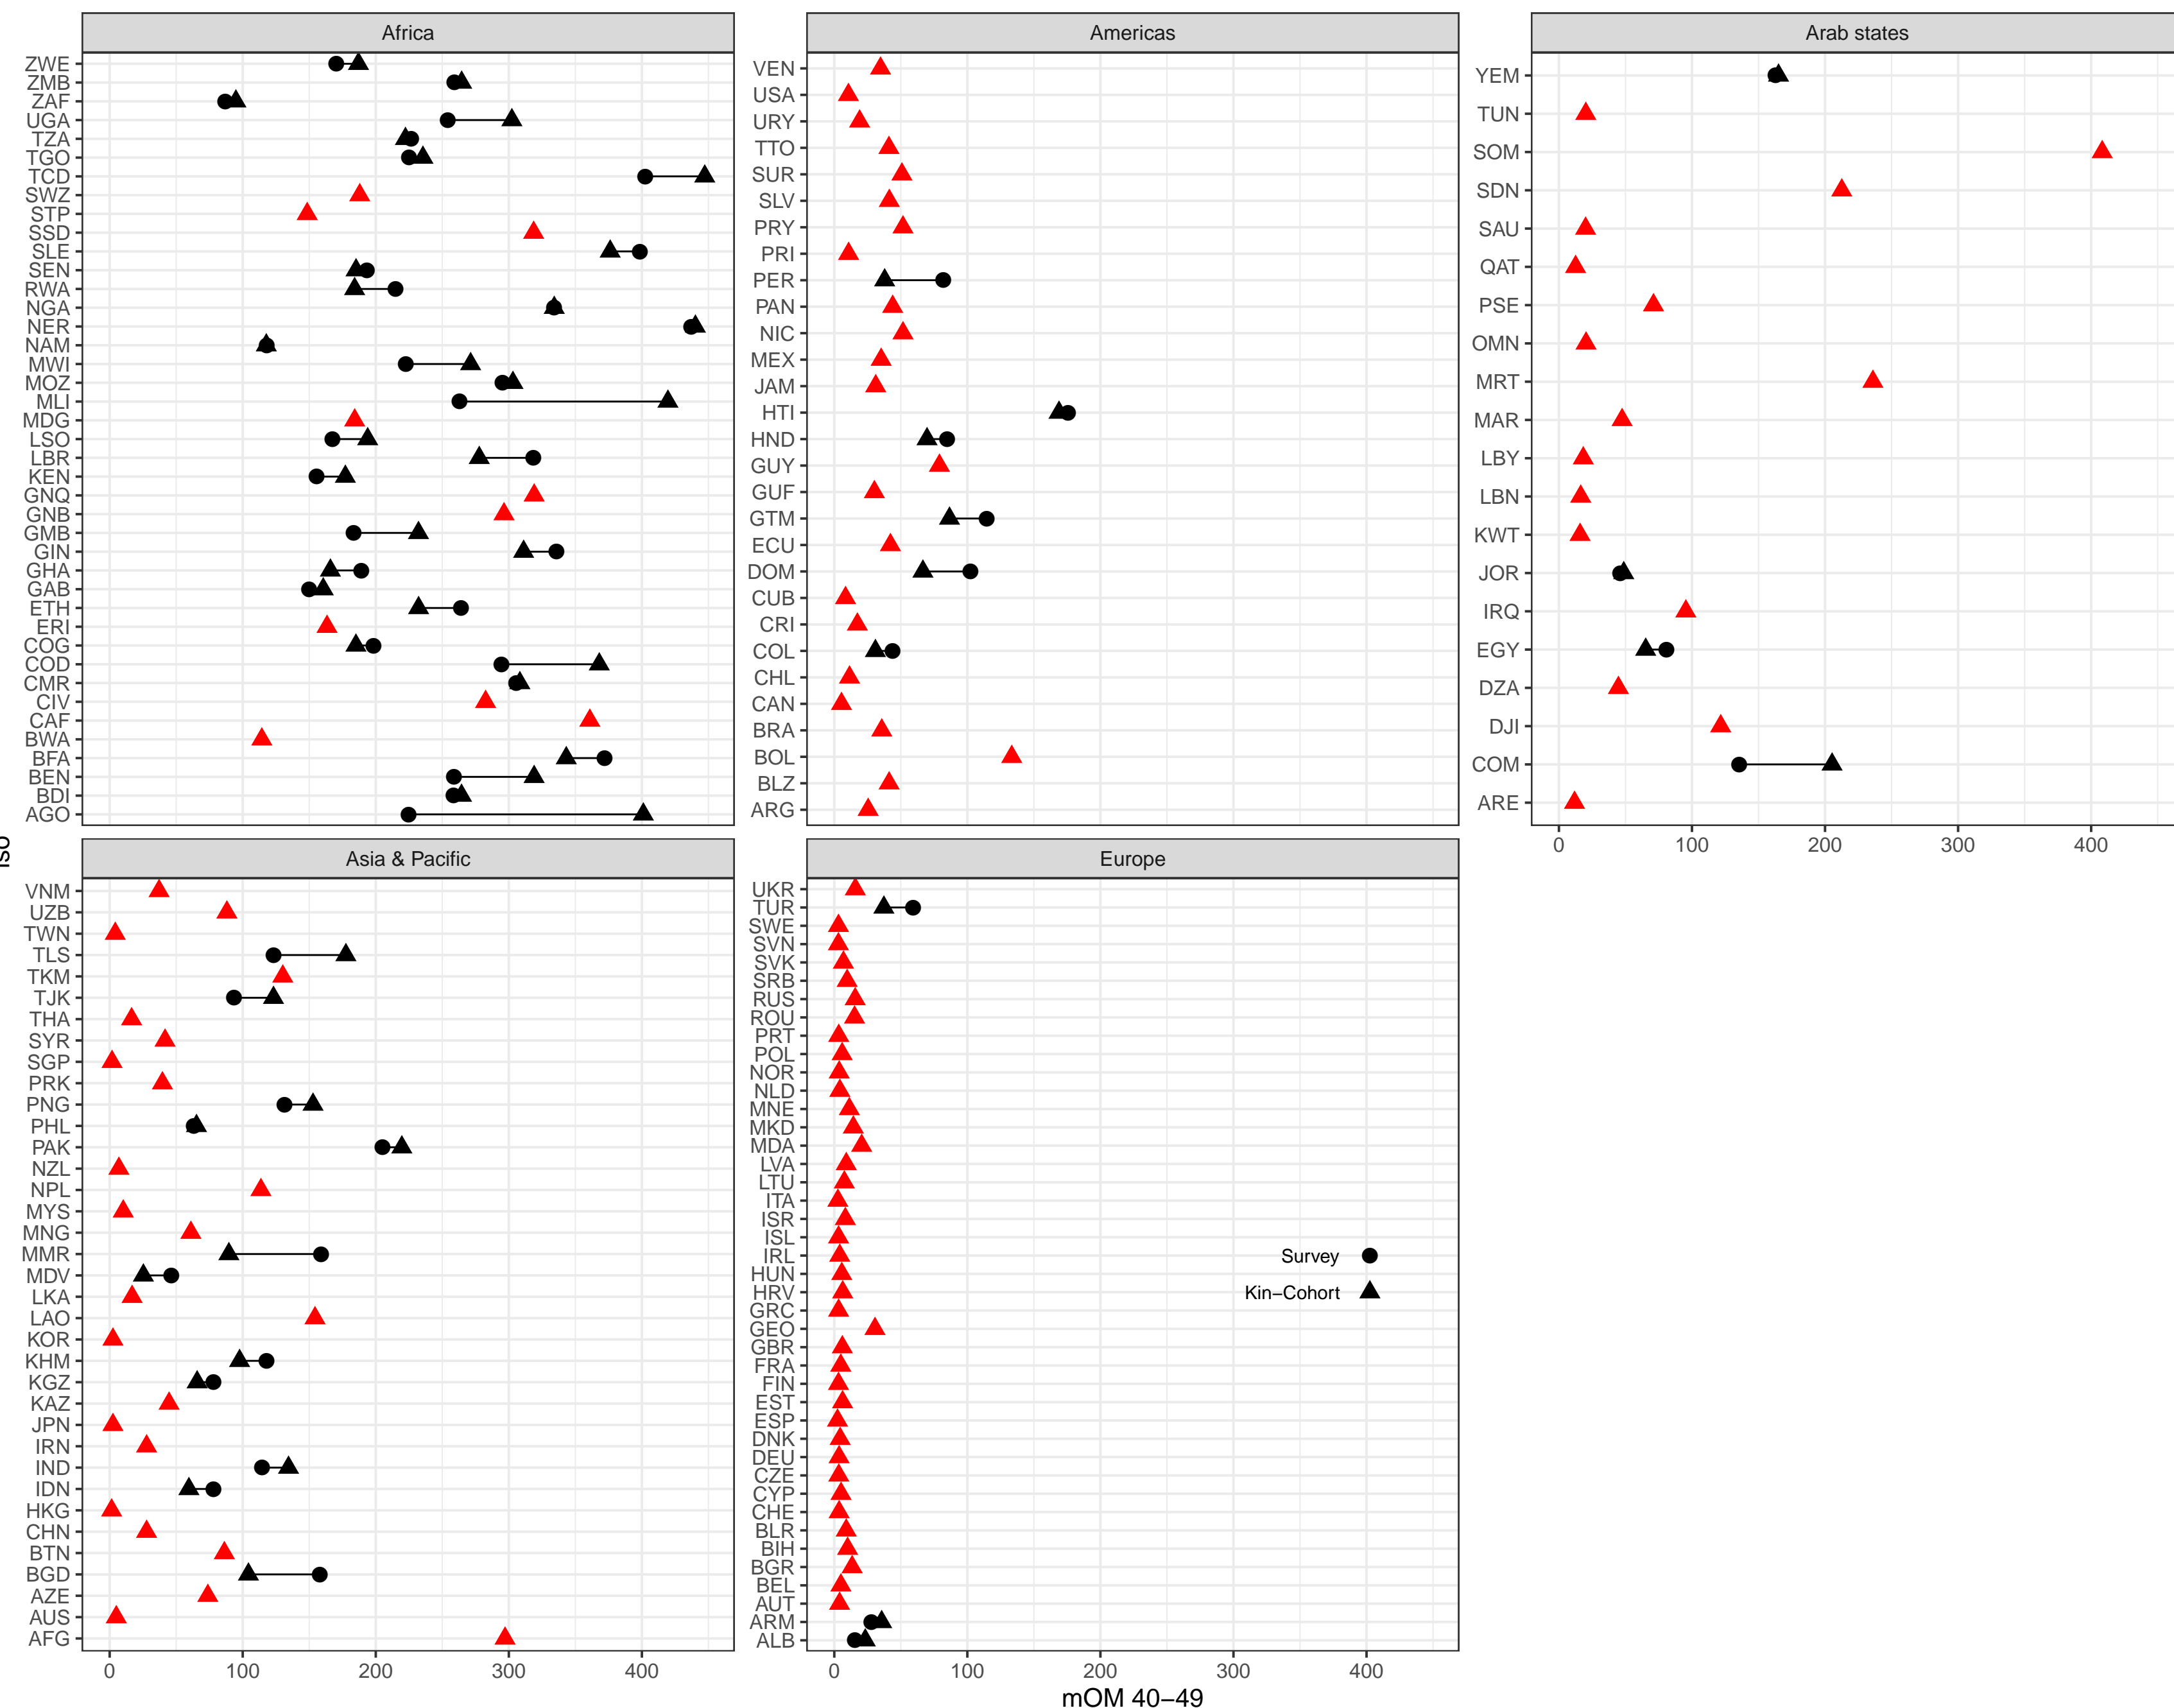 Africa
ZWE
ZMB
ZAF
UGA
TZA
TGO
TCD
SWZ
STP
SSD
SLE
SEN
RWA
NGA
NER
NAM
MWI
MOZ
MLI
MDG
LSO
LBR
KEN
GNQ
GNB
GMB
GIN
GHA
GAB
ETH
ERI
COG
COD
CMR
CIV
CAF
BWA
BFA
BEN
BDI
AGO
Americas
VEN
USA
URY
TTO
SUR
SLV
PRY
PRI
PER
PAN
NIC
MEX
JAM
HTI
HND
GUY
GUF
GTM
ECU
DOM
CUB
CRI
COL
CHL
CAN
BRA
BOL
BLZ
ARG
Arab states
YEM
TUN
SOM
SDN
SAU
QAT
PSE
OMN
MRT
MAR
LBY
LBN
KWT
JOR
IRQ
EGY
DZA
DJI
COM
ARE
0 100 200 300 400
Asia & Pacific
VNM
UZB
TWN
TLS
TKM
TJK
THA
SYR
SGP
PRK
PNG
PHL
PAK
NZL
NPL
MYS
MNG
MMR
MDV
LKA
LAO
KOR
KHM
KGZ
KAZ
JPN
IRN
IND
IDN
HKG
CHN
BTN
BGD
AZE
AUS
AFG
0 100 200 300 400
Europe
UKR
TUR
SWE
SVN
SVK
SRB
RUS
ROU
PRT
POL
NOR
NLD
MNE
MKD
MDA
LVA
LTU
ITA
ISR
ISL
IRL
HUN
HRV
GRC
GEO
GBR
FRA
FIN
EST
ESP
DNK
DEU
CZE
CYP
CHE
BLR
BIH
BGR
BEL
AUT
ARM
ALB
Survey
Kin−Cohort
0 100 200 300 400
mOM 40−49